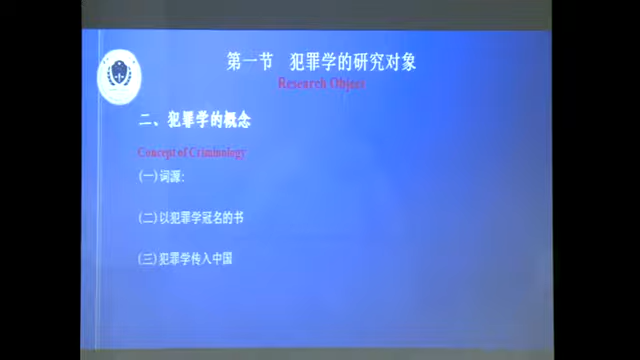 第一节 犯罪学的研究对象
Research Object
二、犯罪学的概念
Concept of Criminology
(一)词源:
(二)以犯罪学冠名的书
(三)犯罪学传入中国